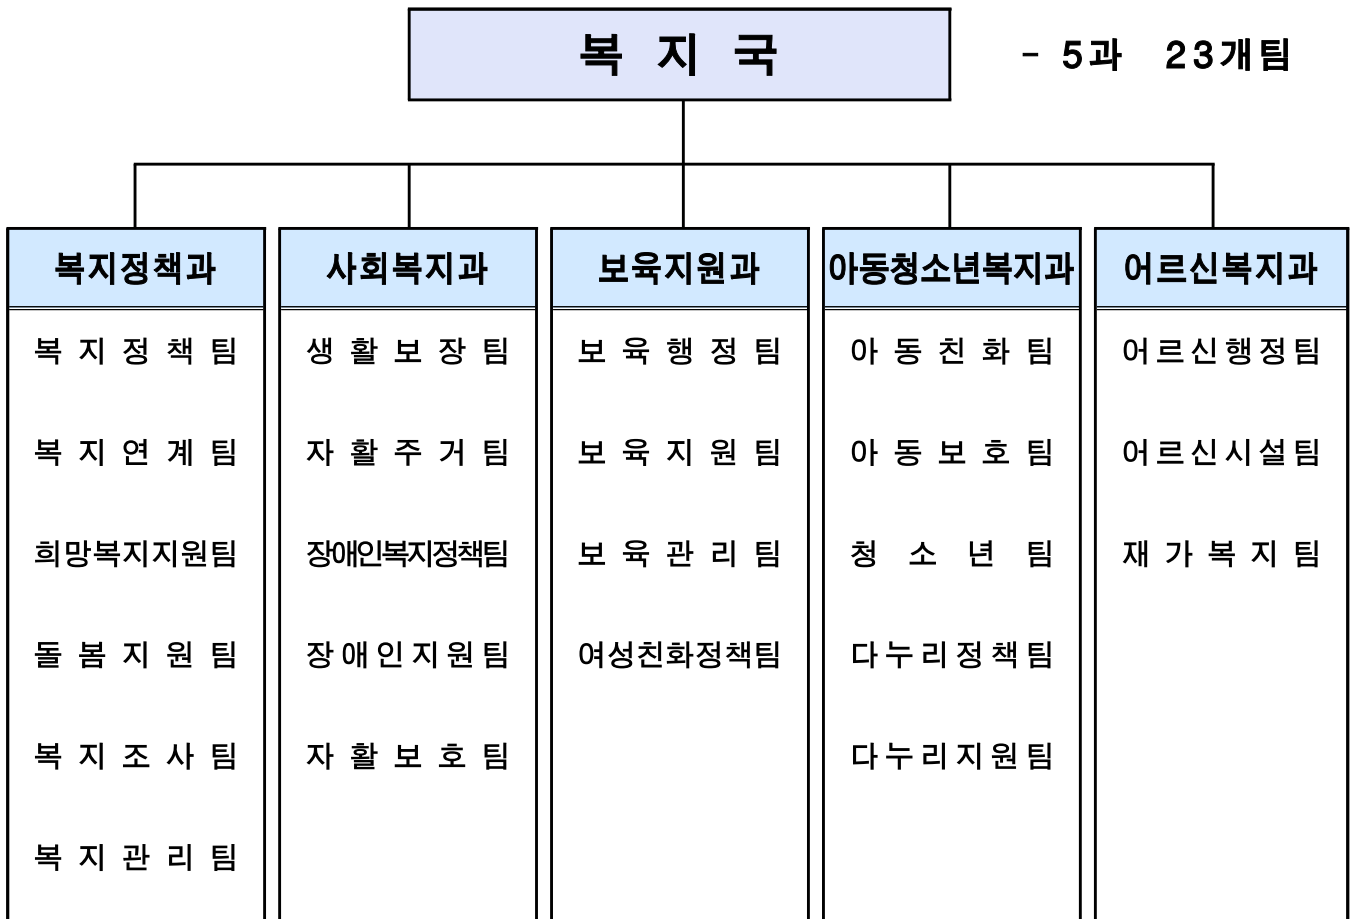 복 지 국
- 5과 23개팀
복지정책과
복 지 정 책 팀
복 지 연 계 팀
희망복지지원팀
돌 봄 지 원 팀
복 지 조 사 팀
복 지 관 리 팀
사회복지과
생 활 보 장 팀
자 활 주 거 팀
장애인복지정책팀
장애인지원팀
자 활 보 호 팀
보육지원과
보 육 행 정 팀
보 육 지 원 팀
보 육 관 리 팀
여성친화정책팀
아동청소년복지과
아 동 친 화 팀
아 동 보 호 팀
청 소 년 팀
다누리정책팀
다누리지원팀
어르신복지과
어르신행정팀
어르신시설팀
재 가 복 지 팀